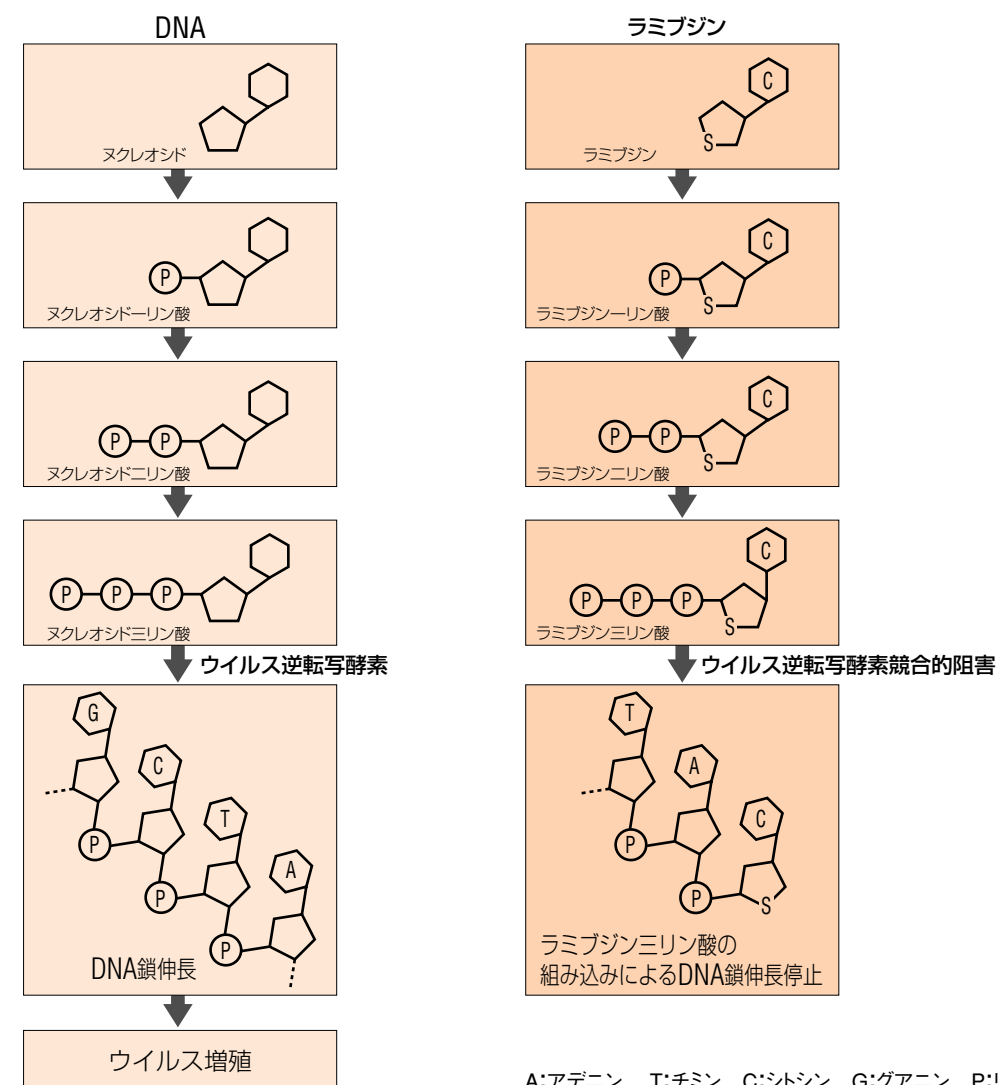 DNA
ヌクレオシド
P
ヌクレオシド一リン酸
P P
ヌクレオシド二リン酸
P P P
ヌクレオシド三リン酸
ウイルス逆転写酵素
G
C
T
A
P
P
P
DNA鎖伸長
ウイルス増殖
ラミブジン
C
S
ラミブジン
C
P
S
ラミブジン一リン酸
C
P P
S
ラミブジン二リン酸
C
P P P
S
ラミブジン三リン酸
ウイルス逆転写酵素競合的阻害
T
A
C
P
P
S
ラミブジン三リン酸の
組み込みによるDNA鎖伸長停止
A:アデニン T:チミン C:シトシン G:グアニン P: